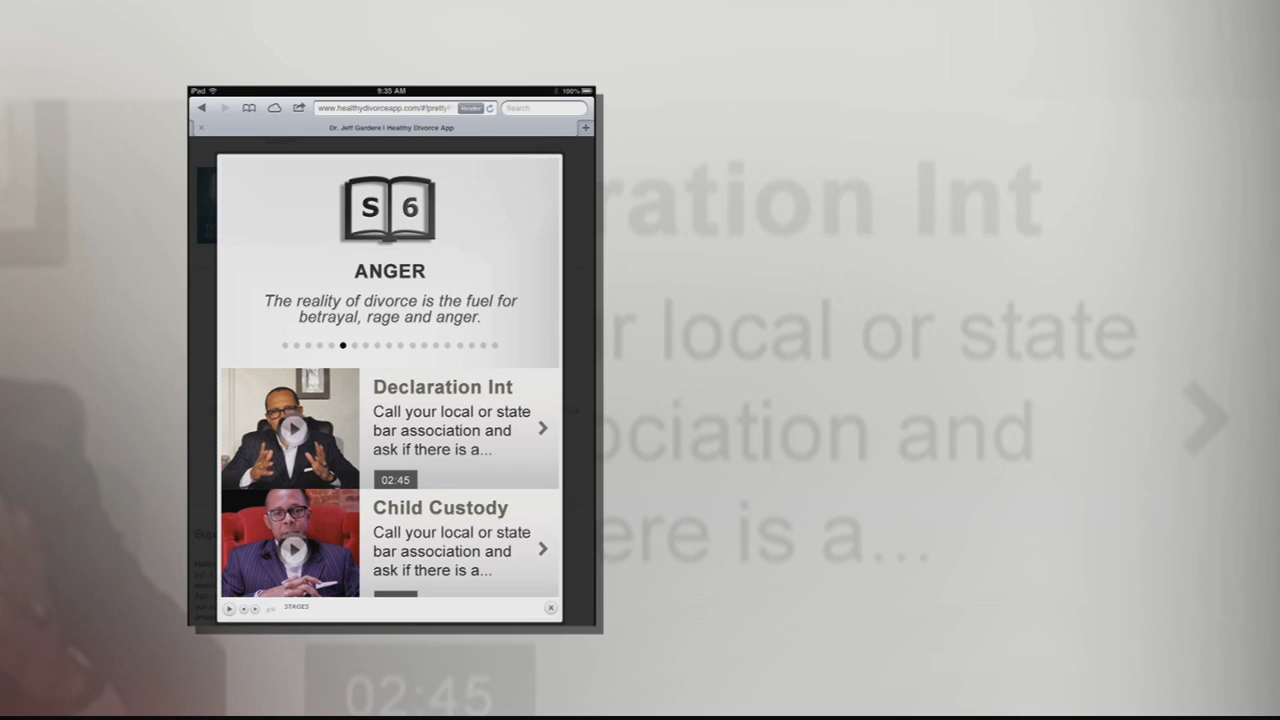 iPad
9:35 AM
100%
www.healthydivorceapp.com/#!prettyP
Reader
Search
Dr. Jeff Gardere | Healthy Divorce App
S 6
ANGER
The reality of divorce is the fuel for
betrayal, rage and anger.
Declaration Int
Call your local or state
bar association and
ask if there is a...
02:45
Child Custody
Call your local or state
bar association and
ask if there is a...
STAGES
ration Int
r local or state
ociation and
ere is a...
02:45